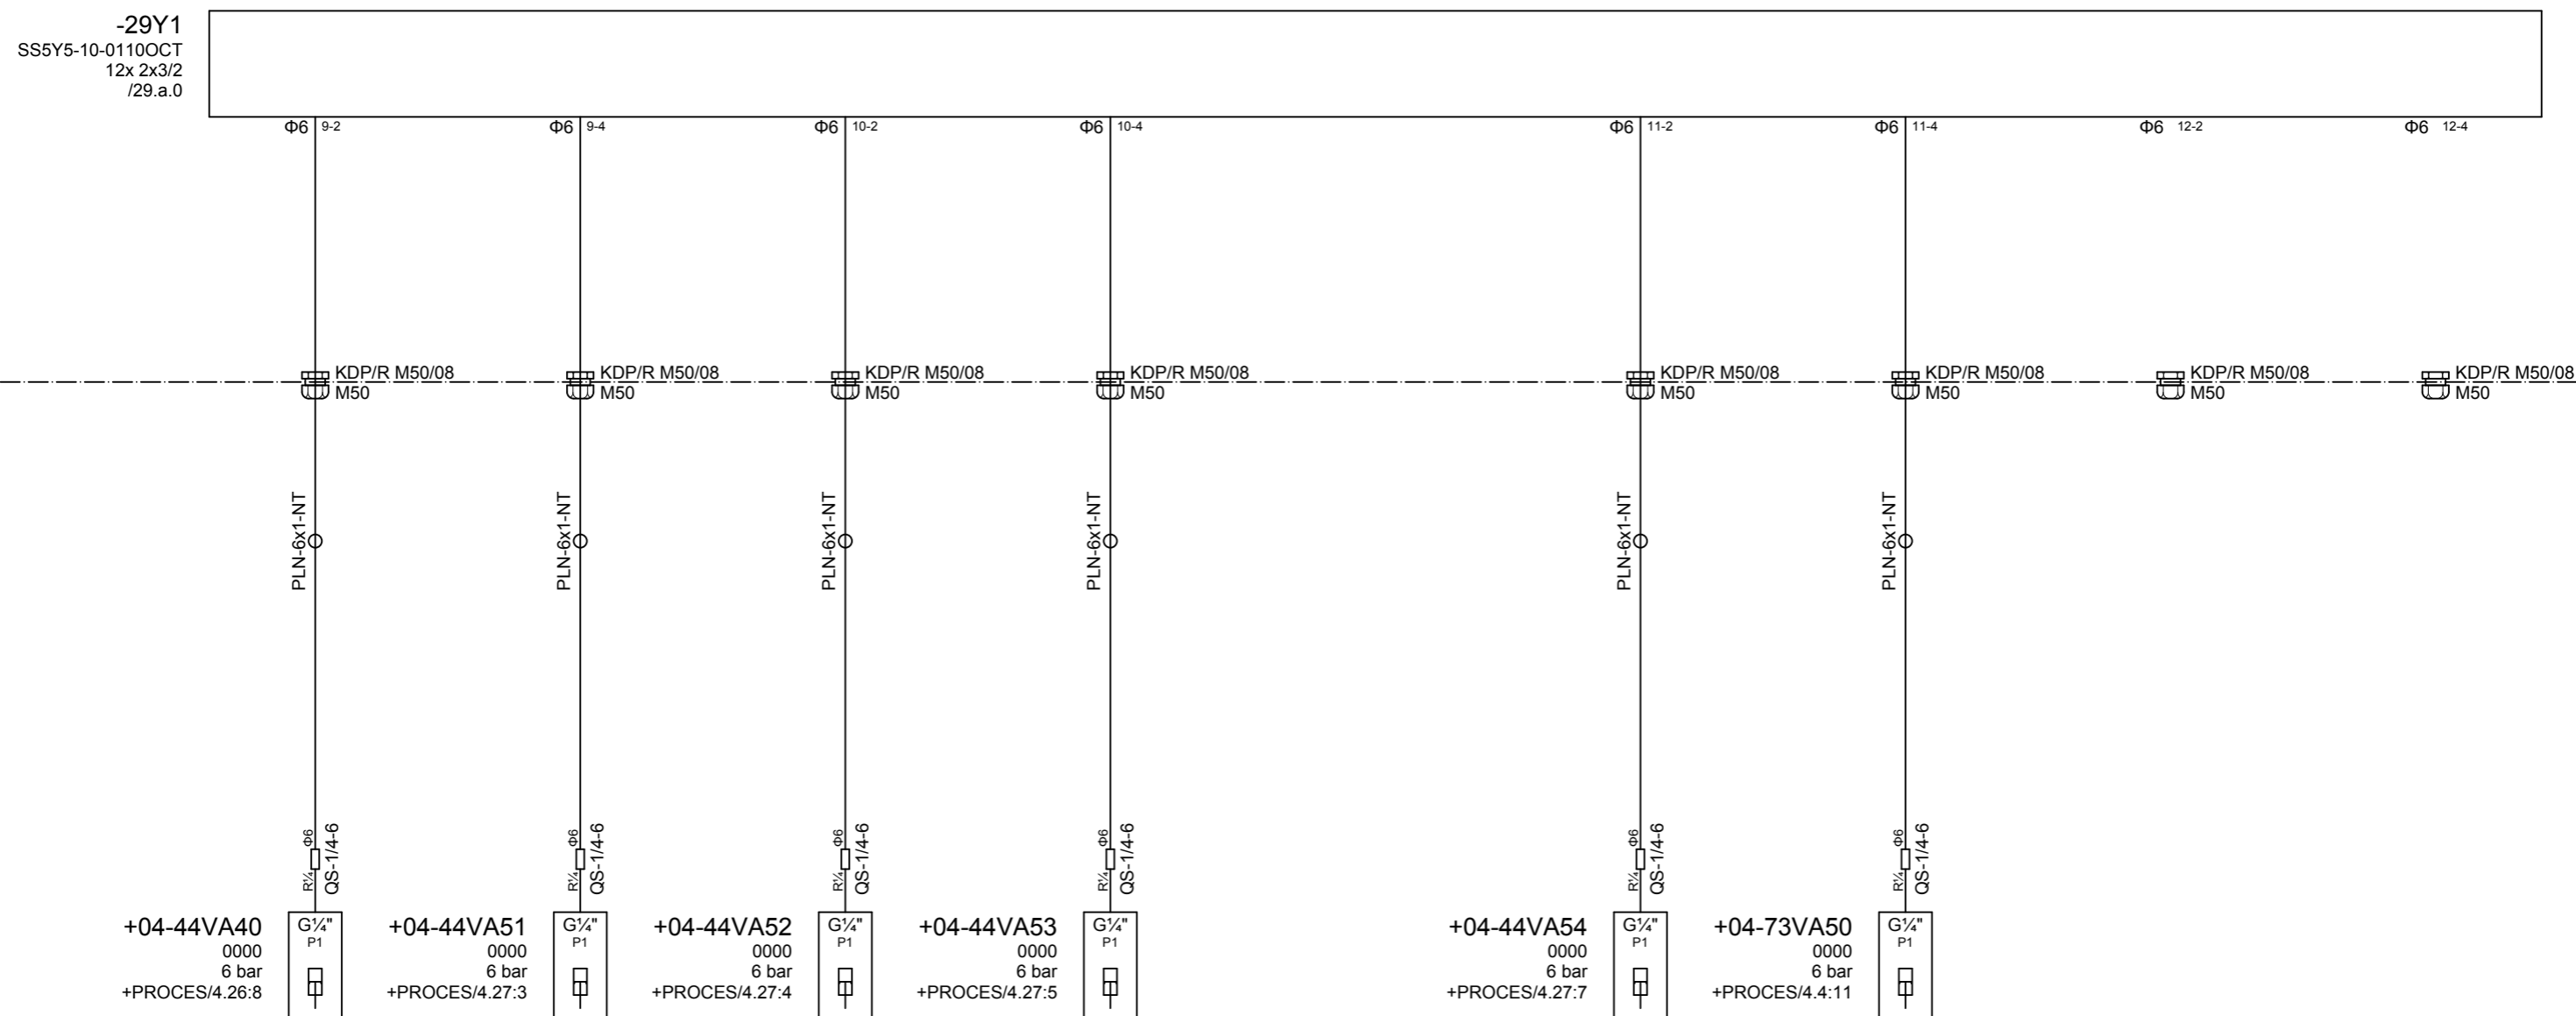 -29Y1
SS5Y5-10-0110OCT
12x 2x3/2
/29.a.0
Φ6 9-2
Φ6 9-4
Φ6 10-2
Φ6 10-4
Φ6 11-2
Φ6 11-4
Φ6 12-2
Φ6 12-4
KDP/R M50/08
M50
KDP/R M50/08
M50
KDP/R M50/08
M50
KDP/R M50/08
M50
KDP/R M50/08
M50
KDP/R M50/08
M50
KDP/R M50/08
M50
KDP/R M50/08
M50
PLN-6x1-NT
PLN-6x1-NT
PLN-6x1-NT
PLN-6x1-NT
PLN-6x1-NT
PLN-6x1-NT
Φ6
R¼
QS-1/4-6
Φ6
R¼
QS-1/4-6
Φ6
R¼
QS-1/4-6
Φ6
R¼
QS-1/4-6
Φ6
R¼
QS-1/4-6
Φ6
R¼
QS-1/4-6
+04-44VA40
0000
6 bar
+PROCES/4.26:8
G¼"
P1
+04-44VA51
0000
6 bar
+PROCES/4.27:3
G¼"
P1
+04-44VA52
0000
6 bar
+PROCES/4.27:4
G¼"
P1
+04-44VA53
0000
6 bar
+PROCES/4.27:5
G¼"
P1
+04-44VA54
0000
6 bar
+PROCES/4.27:7
G¼"
P1
+04-73VA50
0000
6 bar
+PROCES/4.4:11
G¼"
P1